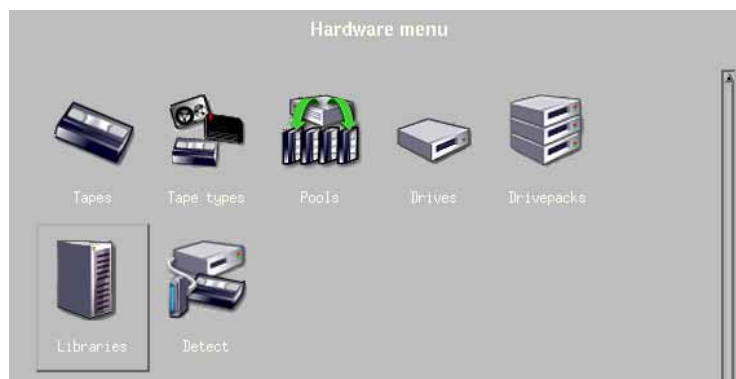 Hardware menu
Tapes
Tape types
Pools
Drives
Drivepacks
Libraries
Detect